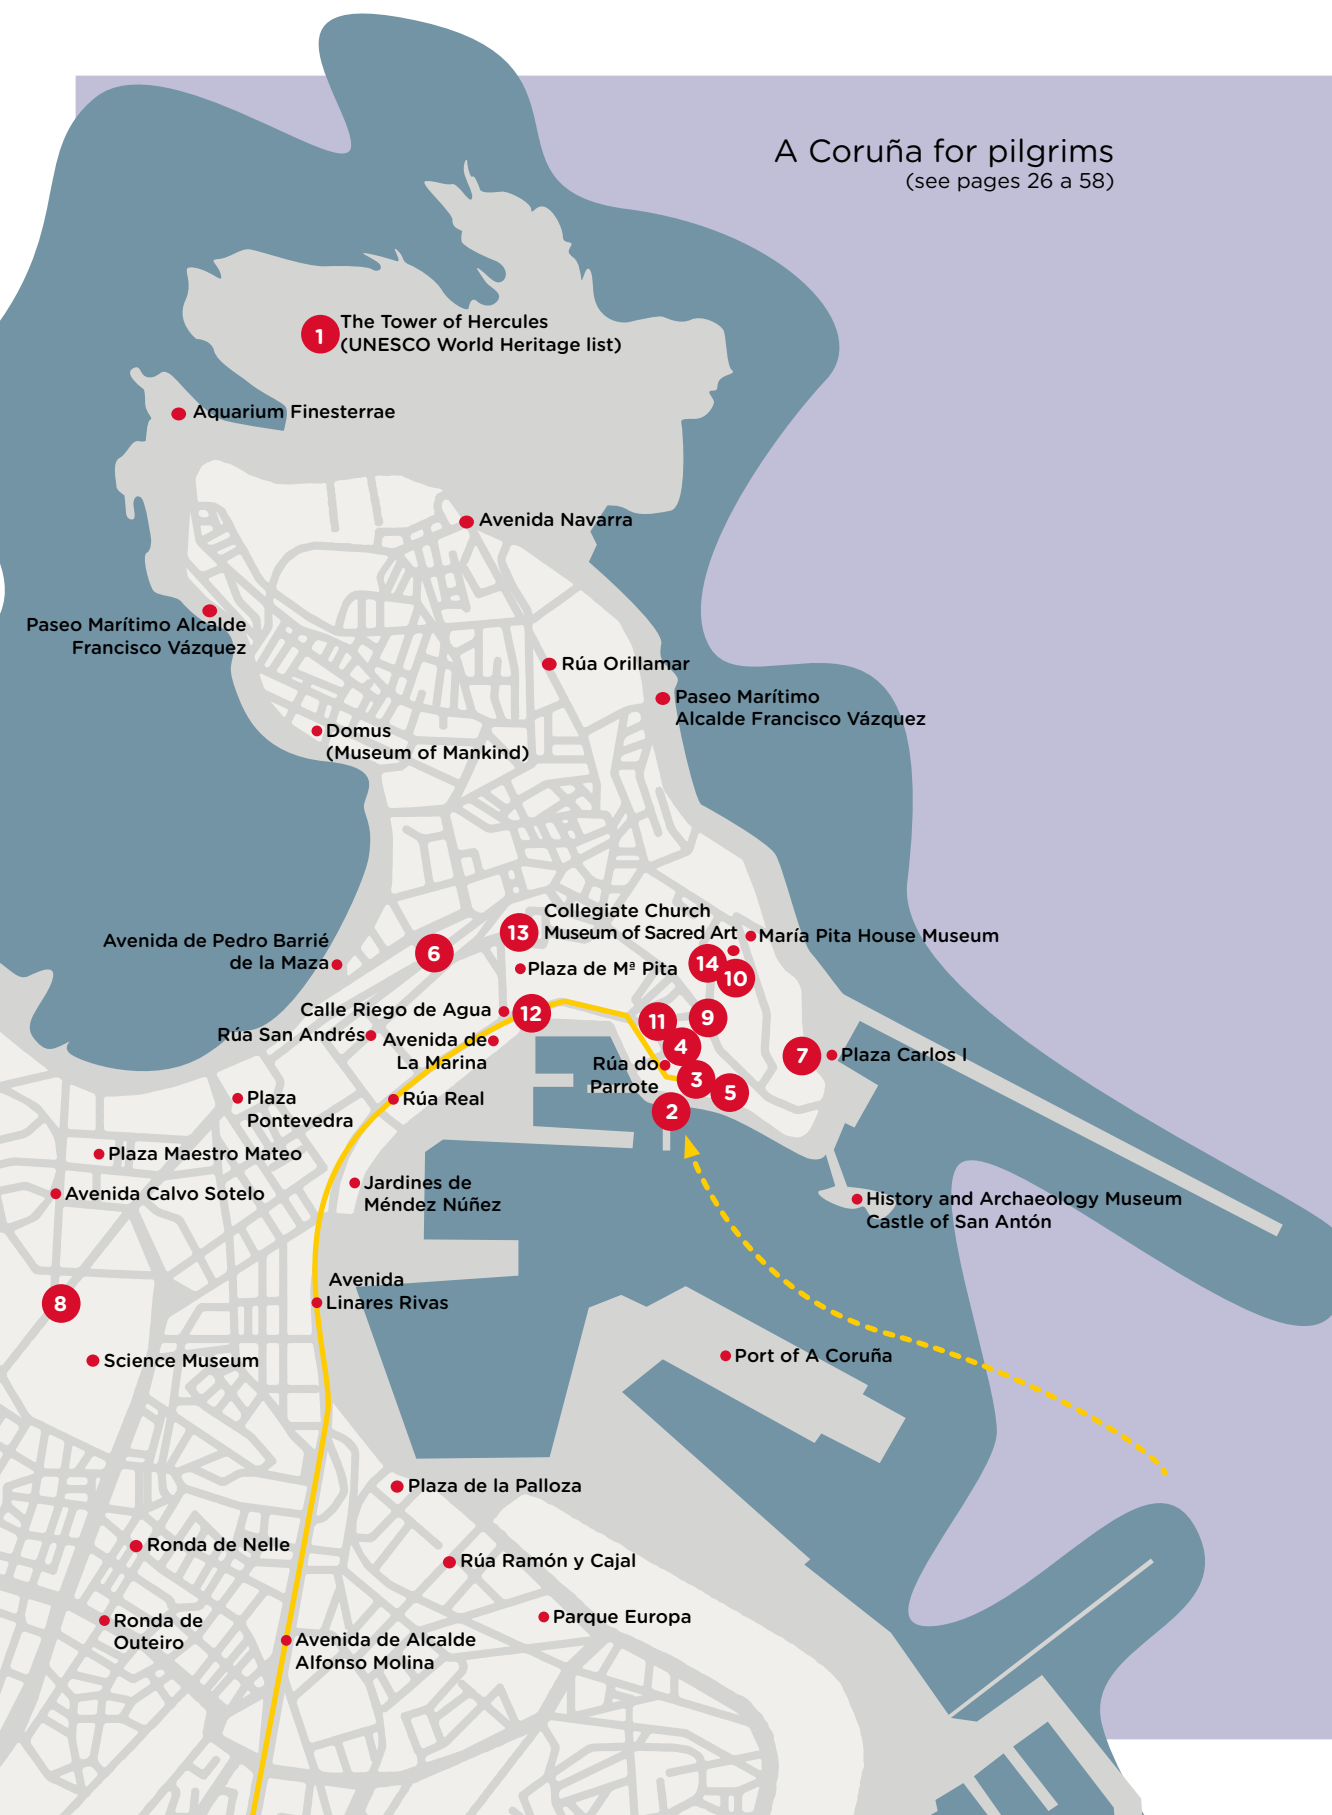 A Coruña for pilgrims
(see pages 26 a 58)
1
The Tower of Hercules
(UNESCO World Heritage list)
Aquarium Finesterrae
Avenida Navarra
Paseo Marítimo Alcalde
Francisco Vázquez
Rúa Orillamar
Paseo Marítimo
Alcalde Francisco Vázquez
Domus
(Museum of Mankind)
13
Collegiate Church
Museum of Sacred Art
María Pita House Museum
Avenida de Pedro Barrié
de la Maza
6
Plaza de Mª Pita
14
10
Calle Riego de Agua
12
11
9
Rúa San Andrés
Avenida de
La Marina
4
7
Plaza Carlos I
Rúa do
Parrote
3
5
2
Plaza
Pontevedra
Rúa Real
Plaza Maestro Mateo
Avenida Calvo Sotelo
Jardines de
Méndez Núñez
History and Archaeology Museum
Castle of San Antón
Avenida
Linares Rivas
8
Science Museum
Port of A Coruña
Plaza de la Palloza
Ronda de Nelle
Rúa Ramón y Cajal
Ronda de
Outeiro
Parque Europa
Avenida de Alcalde
Alfonso Molina